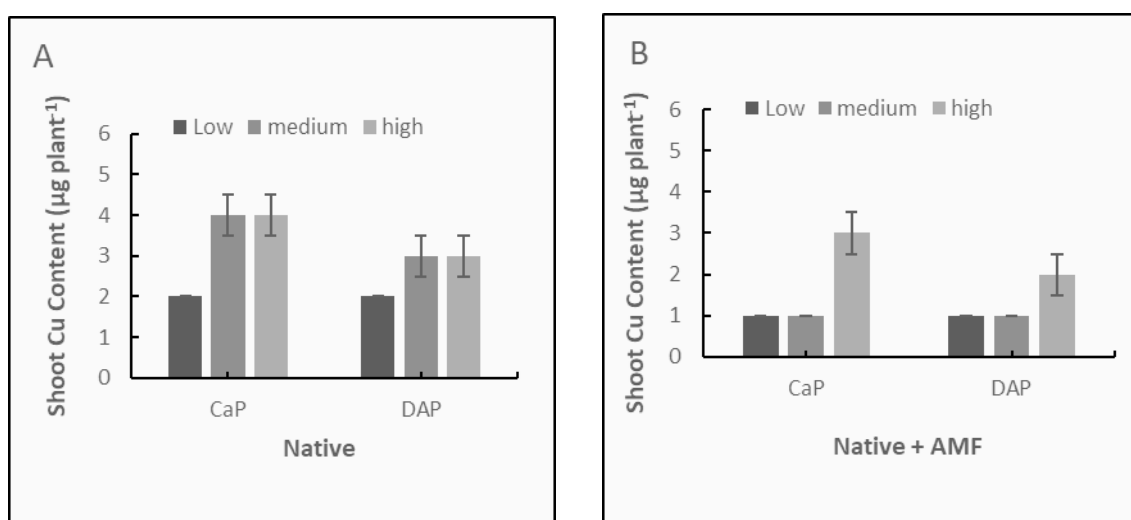 A
Shoot Cu Content (µg plant⁻¹)
Low medium high
6
5
4
3
2
1
0
CaP DAP
Native
B
Shoot Cu Content (µg plant⁻¹)
Low medium high
6
5
4
3
2
1
0
CaP DAP
Native + AMF